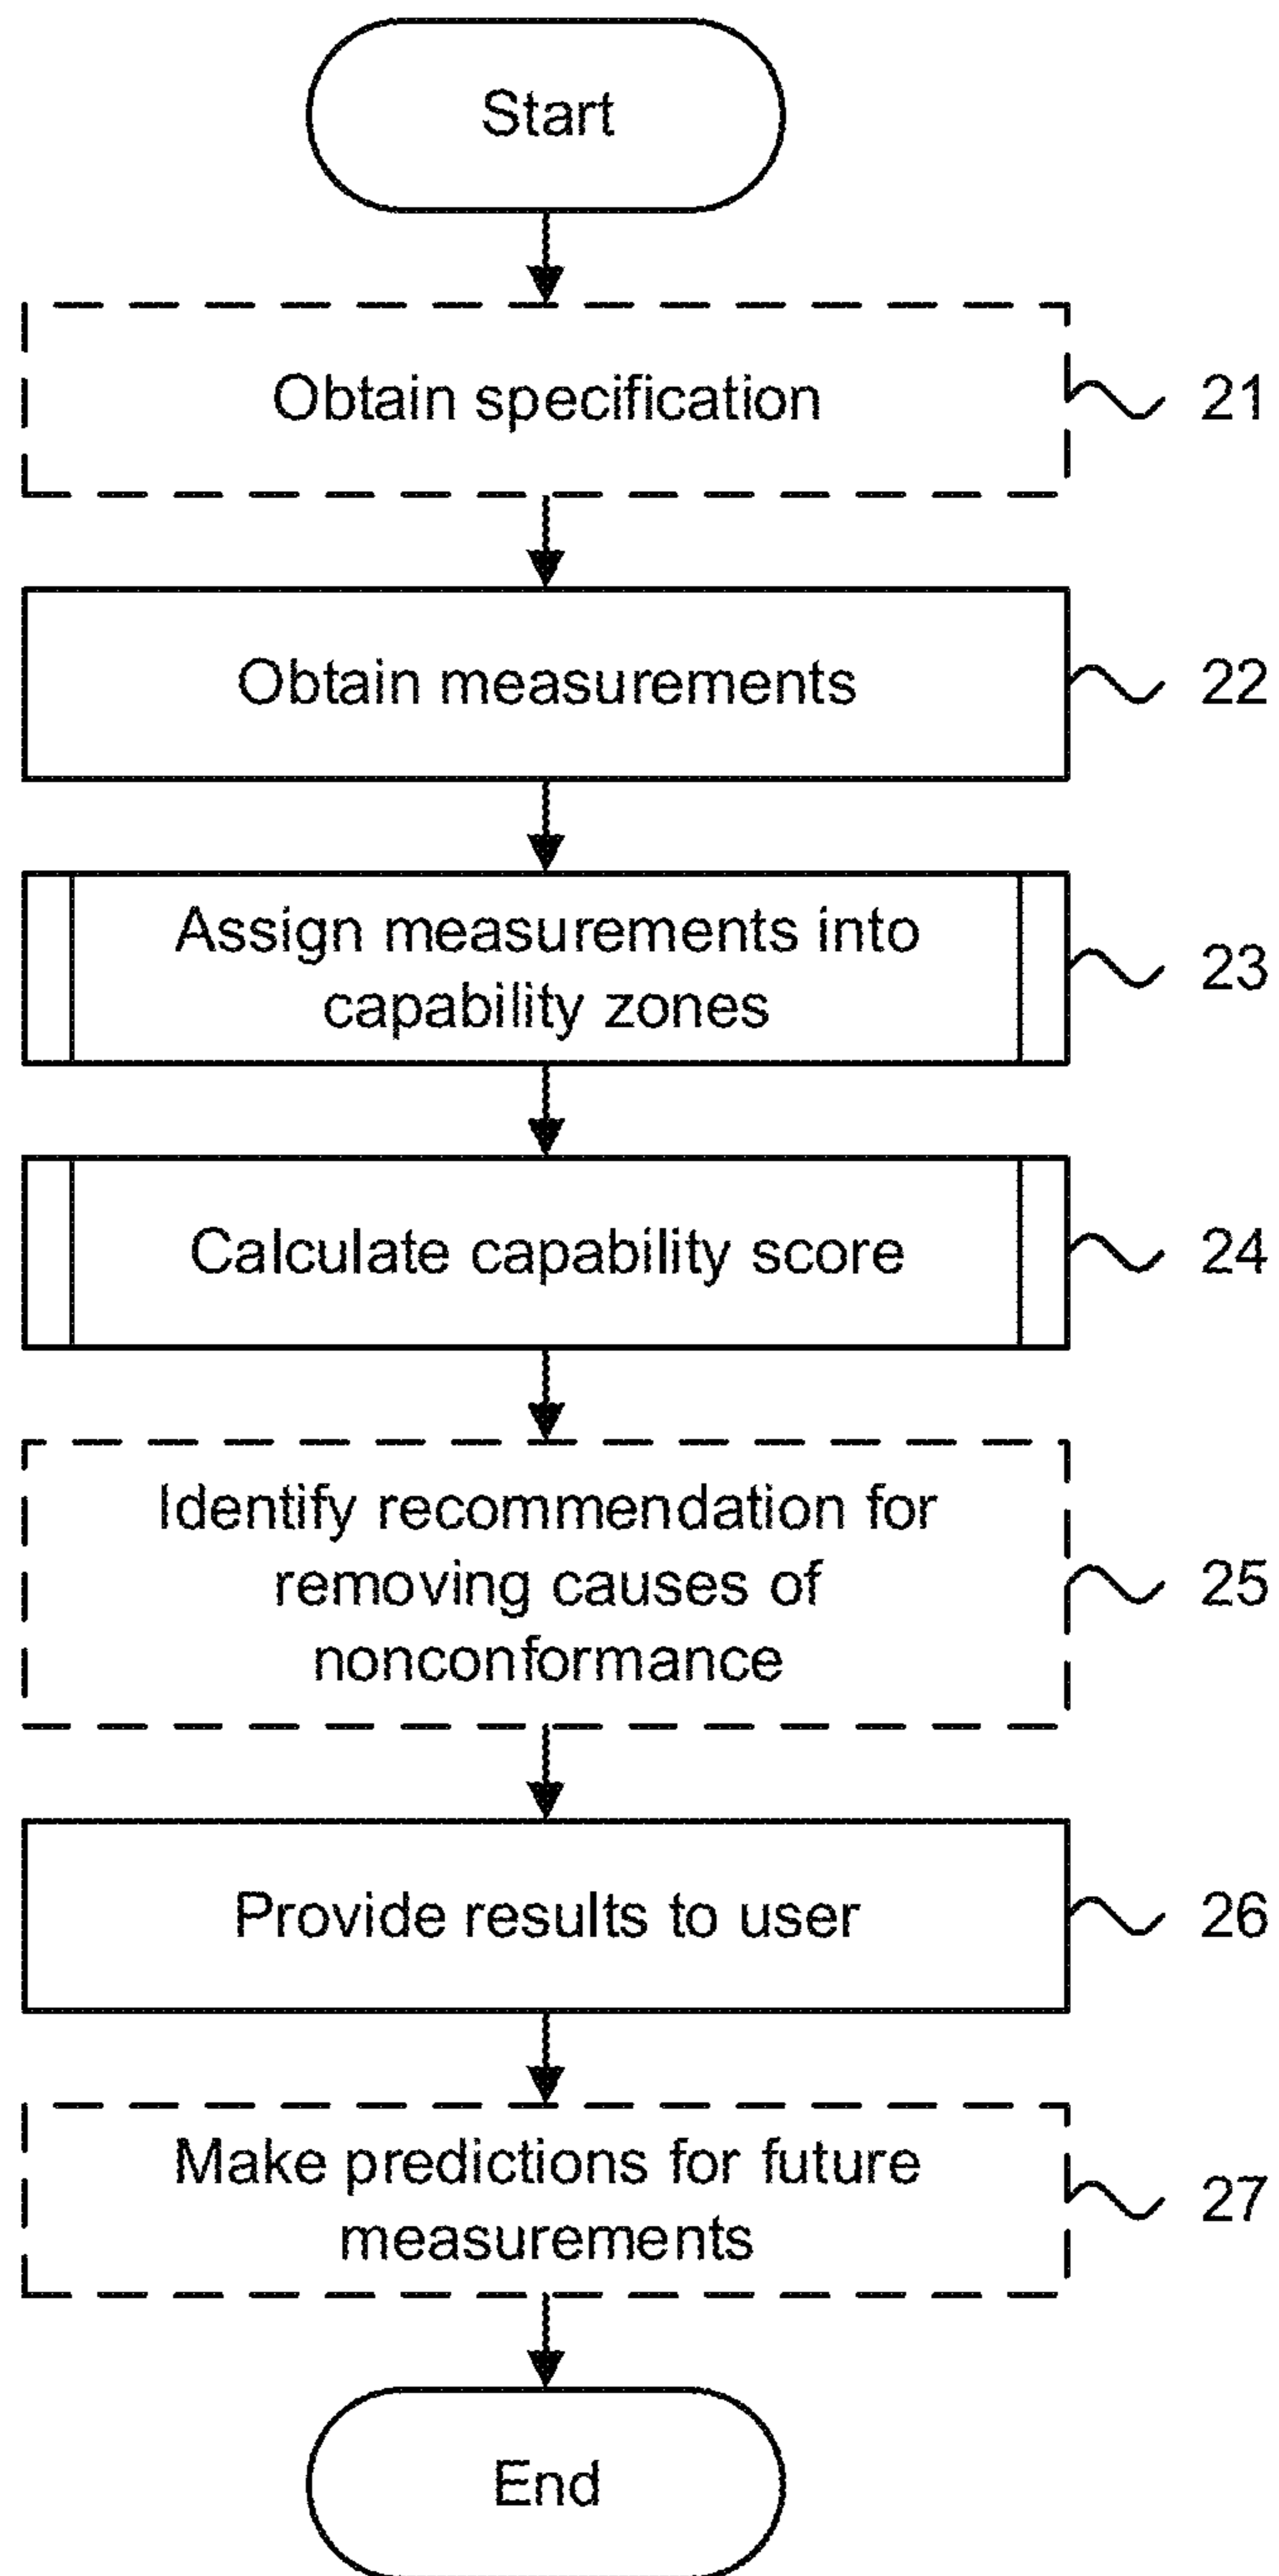 Start
Obtain specification
21
Obtain measurements
22
Assign measurements into
capability zones
23
Calculate capability score
24
Identify recommendation for
removing causes of
nonconformance
25
Provide results to user
26
Make predictions for future
measurements
27
End